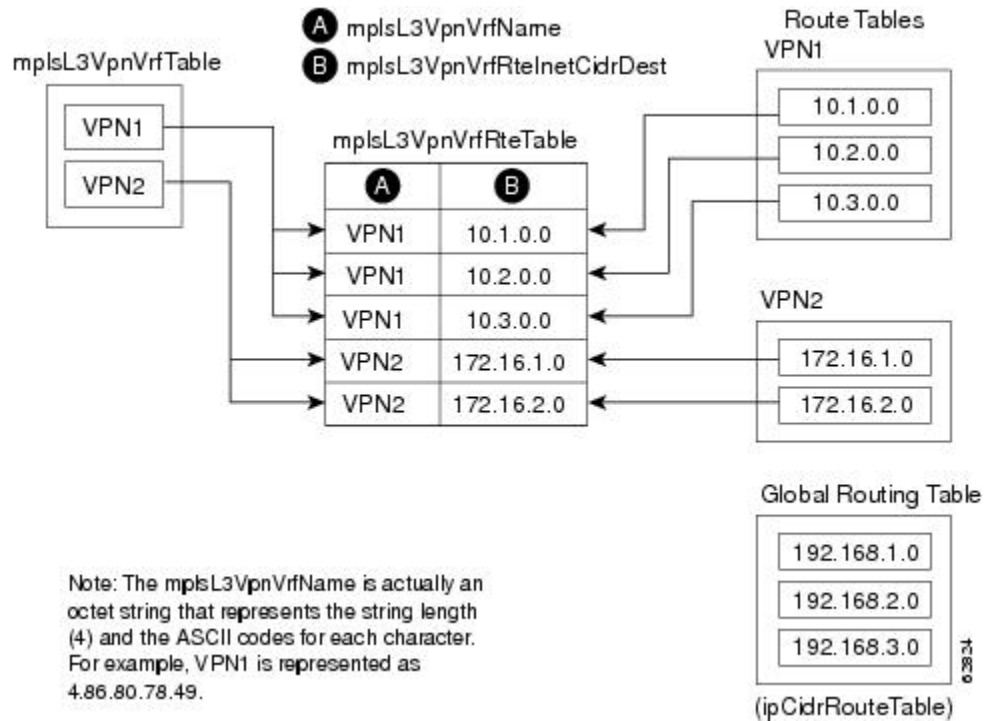 A mplsL3VpnVrfName
B mplsL3VpnVrfRteInetCidrDest
mplsL3VpnVrfTable
VPN1
VPN2
mplsL3VpnVrfRteTable
A B
VPN1 10.1.0.0
VPN1 10.2.0.0
VPN1 10.3.0.0
VPN2 172.16.1.0
VPN2 172.16.2.0
Route Tables
VPN1
10.1.0.0
10.2.0.0
10.3.0.0
VPN2
172.16.1.0
172.16.2.0
Global Routing Table
192.168.1.0
192.168.2.0
192.168.3.0
(ipCidrRouteTable)
Note: The mplsL3VpnVrfName is actually an
octet string that represents the string length
(4) and the ASCII codes for each character.
For example, VPN1 is represented as
4.86.80.78.49.